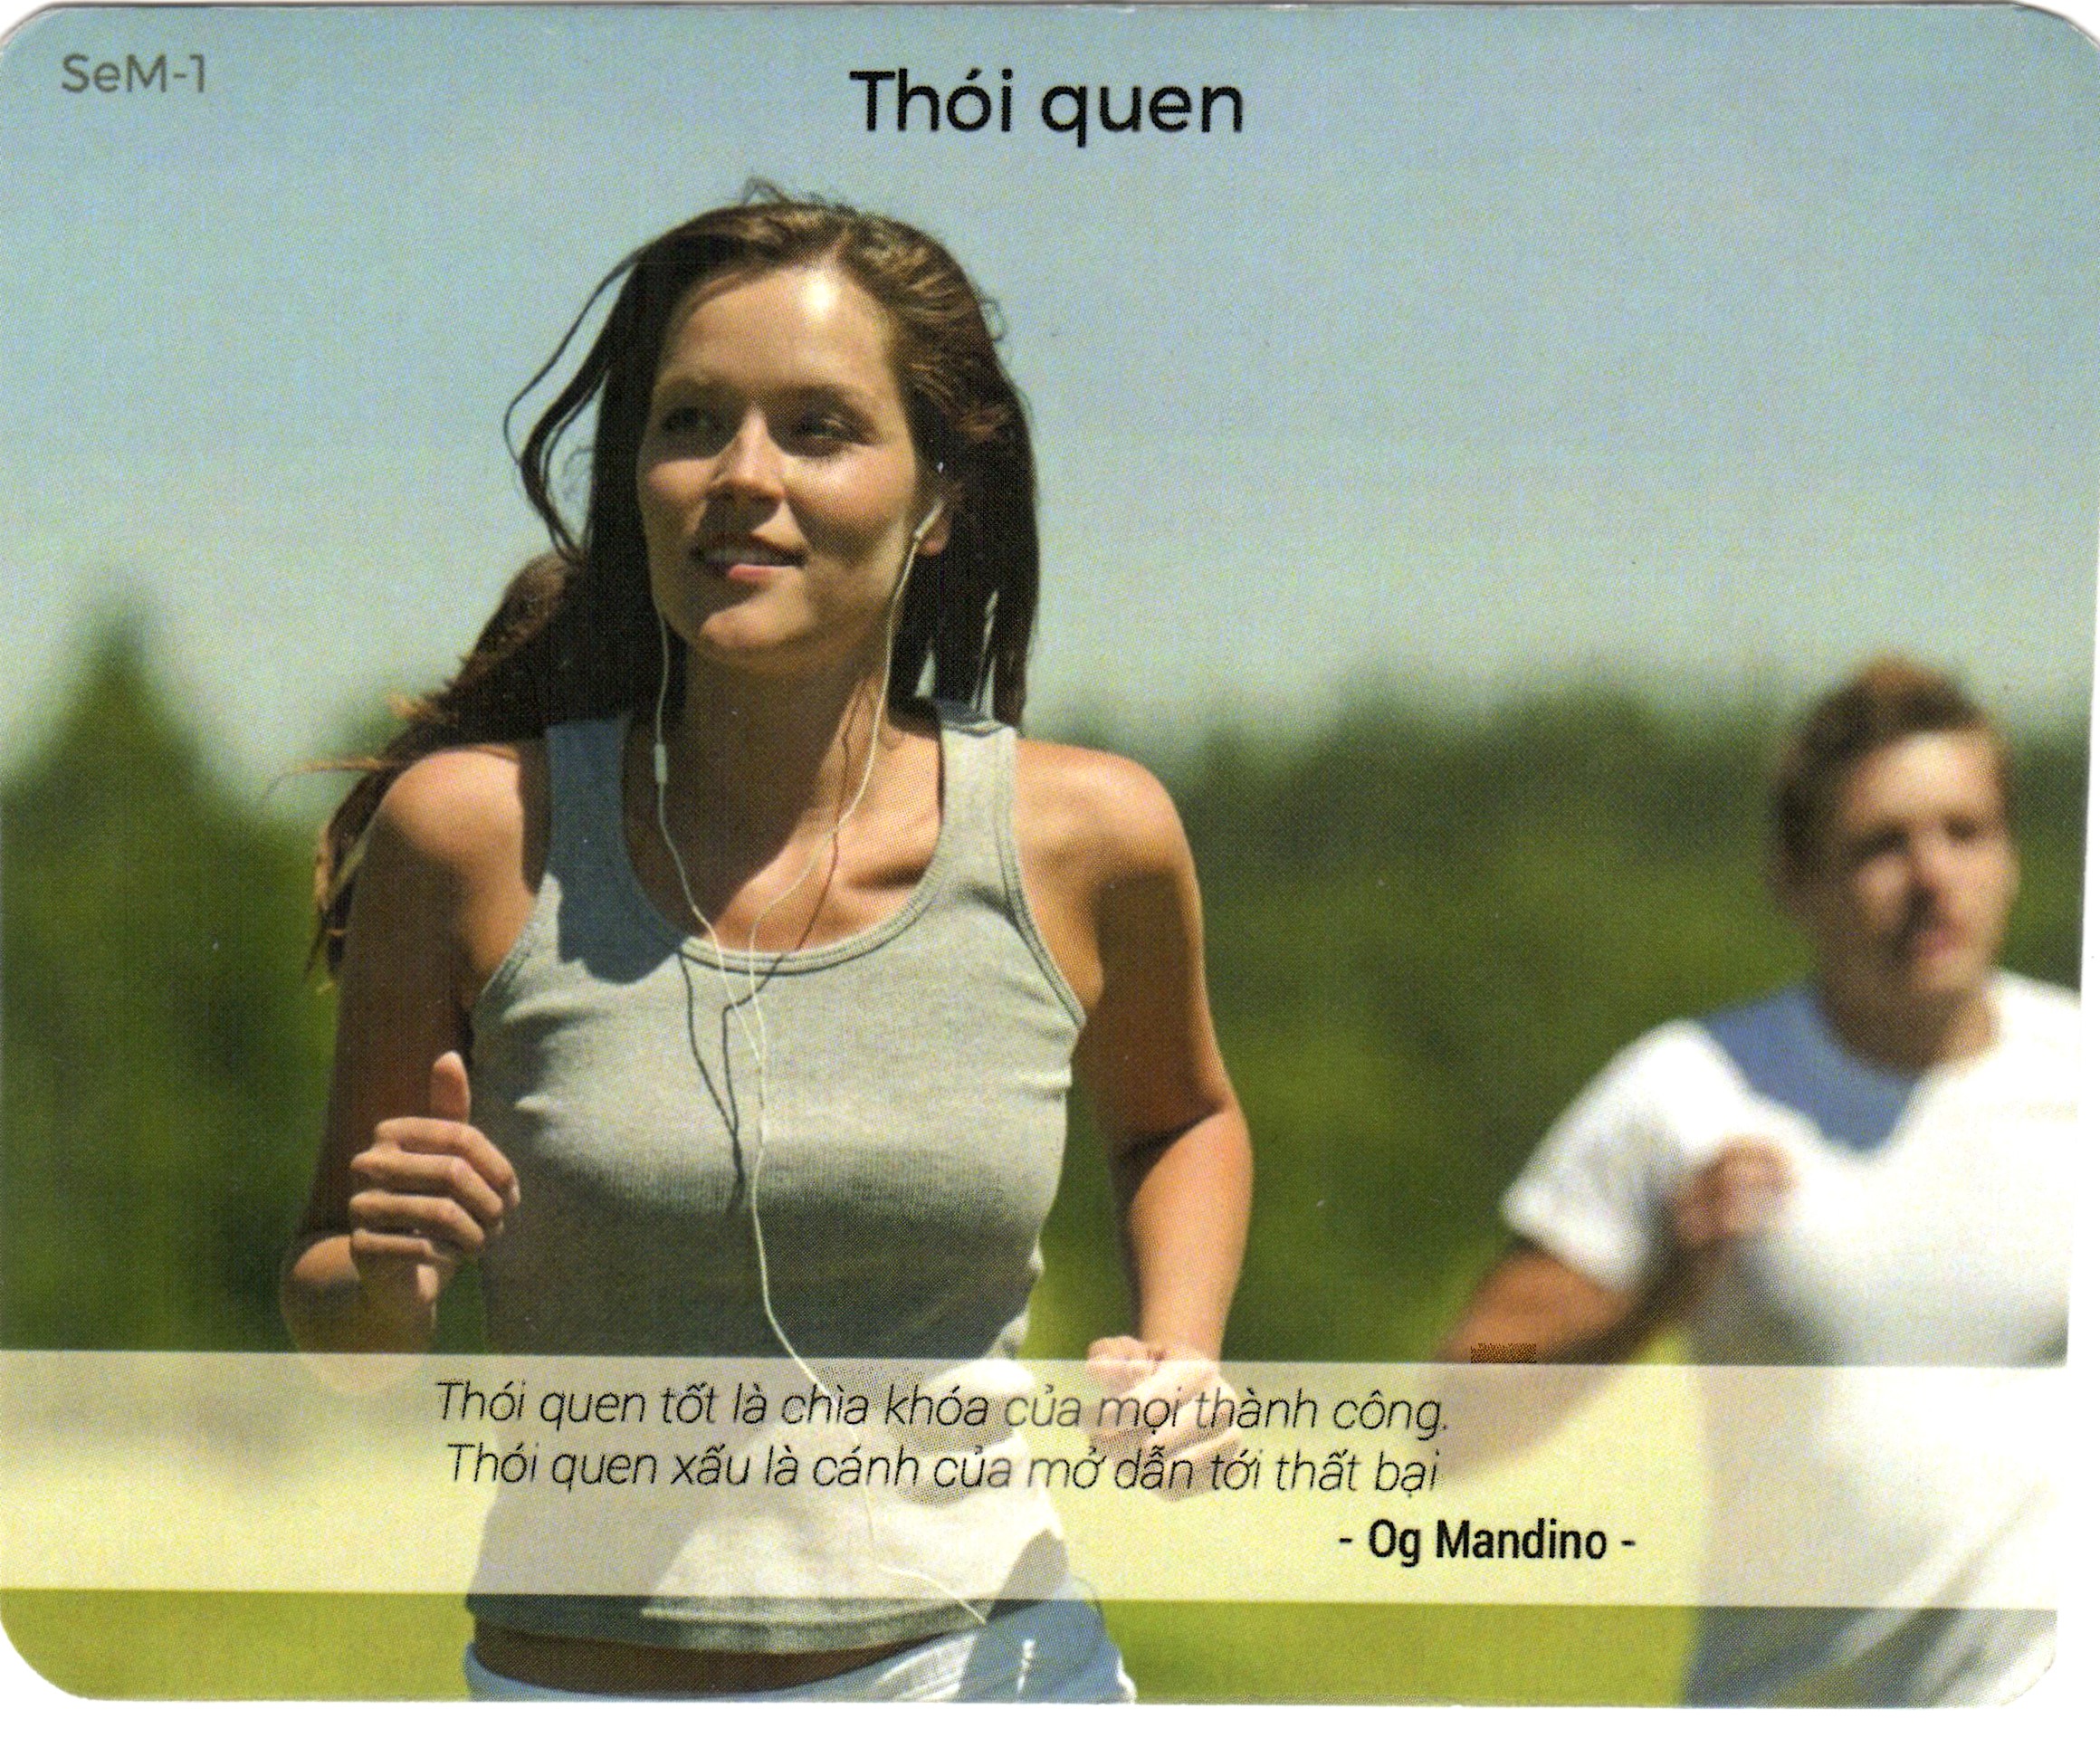 SeM-1
Thói quen
Thói quen tốt là chìa khóa của mọi thành công.
Thói quen xấu là cánh của mở dẫn tới thất bại
- Og Mandino -